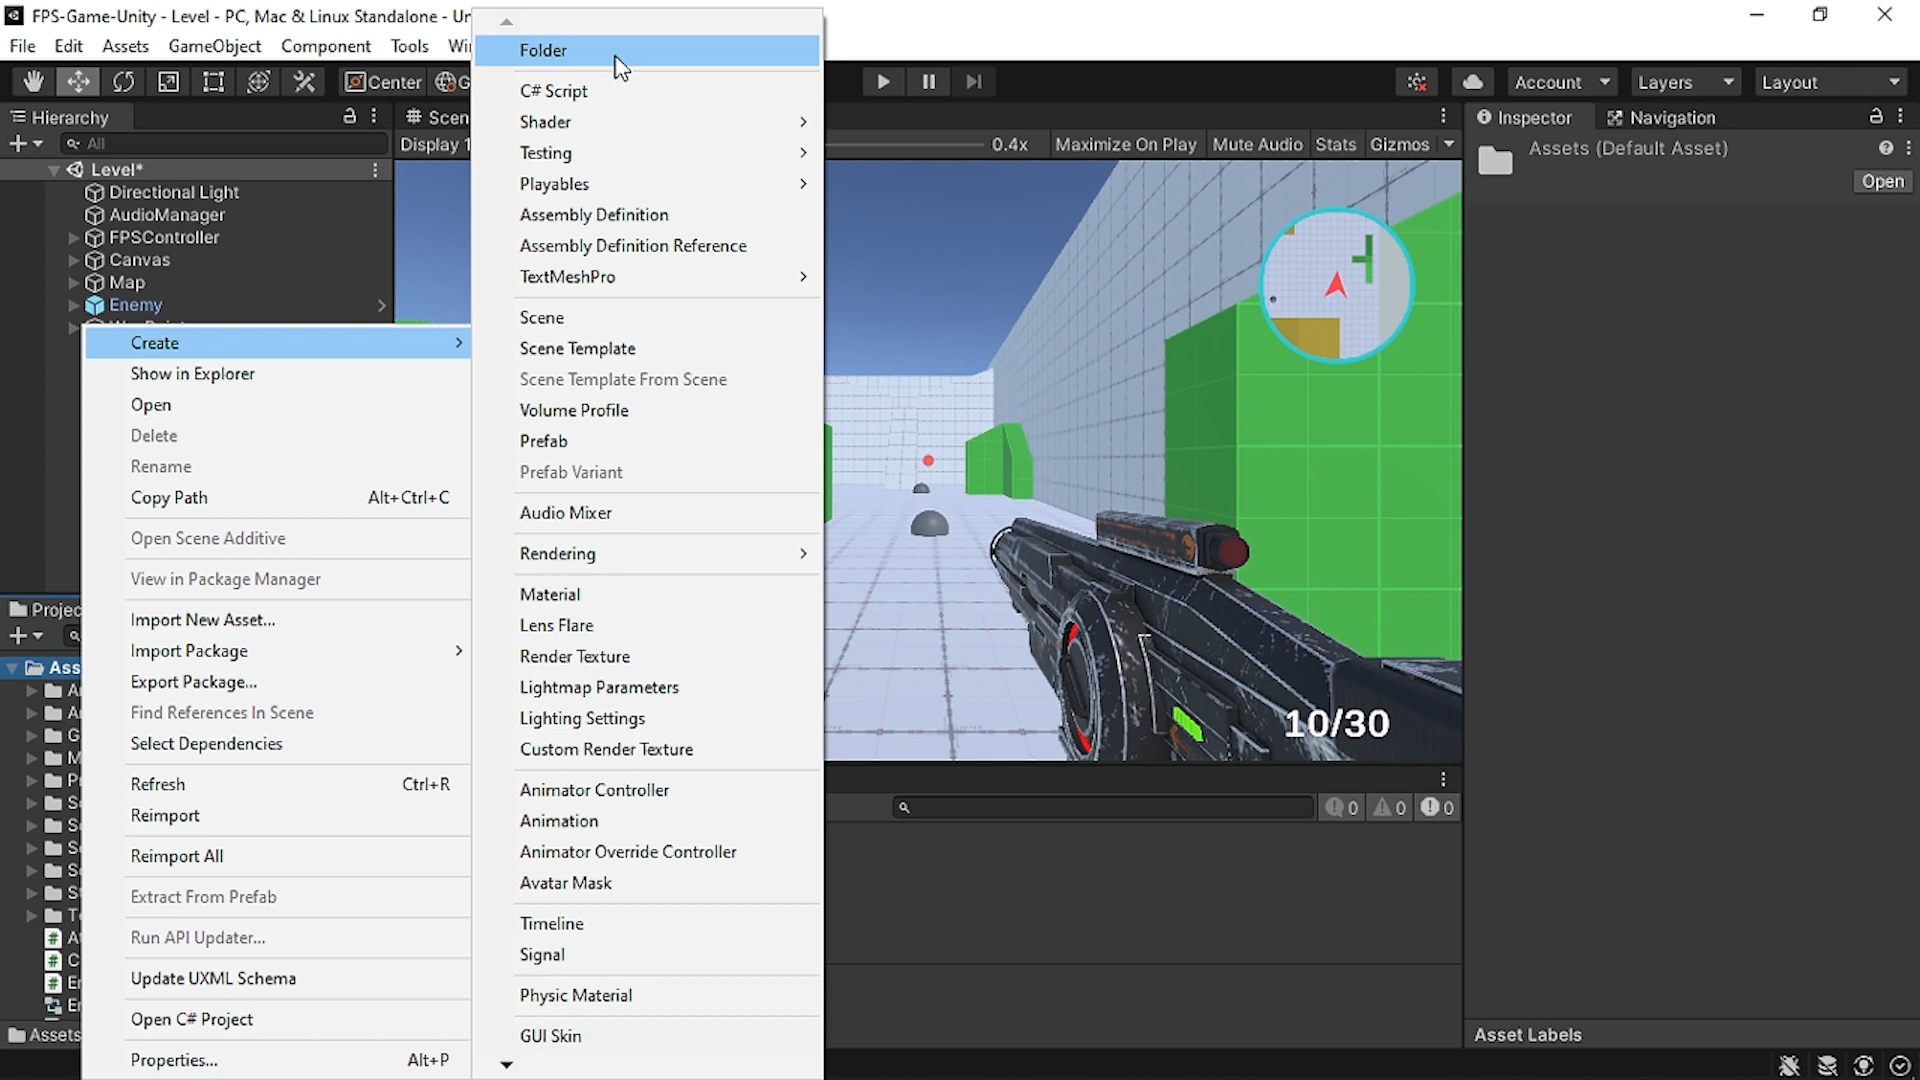 FPS-Game-Unity - Level - PC, Mac & Linux Standalone - Un
File Edit Assets GameObject Component Tools Wi
Center G
Account Layers Layout
Hierarchy
All
Level*
Directional Light
AudioManager
FPSController
Canvas
Map
Enemy
Create
Show in Explorer
Open
Delete
Rename
Copy Path Alt+Ctrl+C
Open Scene Additive
View in Package Manager
Import New Asset...
Import Package
Export Package...
Find References In Scene
Select Dependencies
Refresh Ctrl+R
Reimport
Reimport All
Extract From Prefab
Run API Updater...
Update UXML Schema
Open C# Project
Properties... Alt+P
Folder
C# Script
Shader
Testing
Playables
Assembly Definition
Assembly Definition Reference
TextMeshPro
Scene
Scene Template
Scene Template From Scene
Volume Profile
Prefab
Prefab Variant
Audio Mixer
Rendering
Material
Lens Flare
Render Texture
Lightmap Parameters
Lighting Settings
Custom Render Texture
Animator Controller
Animation
Animator Override Controller
Avatar Mask
Timeline
Signal
Physic Material
GUI Skin
Scen
Display 1
0.4x Maximize On Play Mute Audio Stats Gizmos
10/30
0 0 0
Projec
Ass
Assets
Inspector Navigation
Assets (Default Asset)
Open
Asset Labels